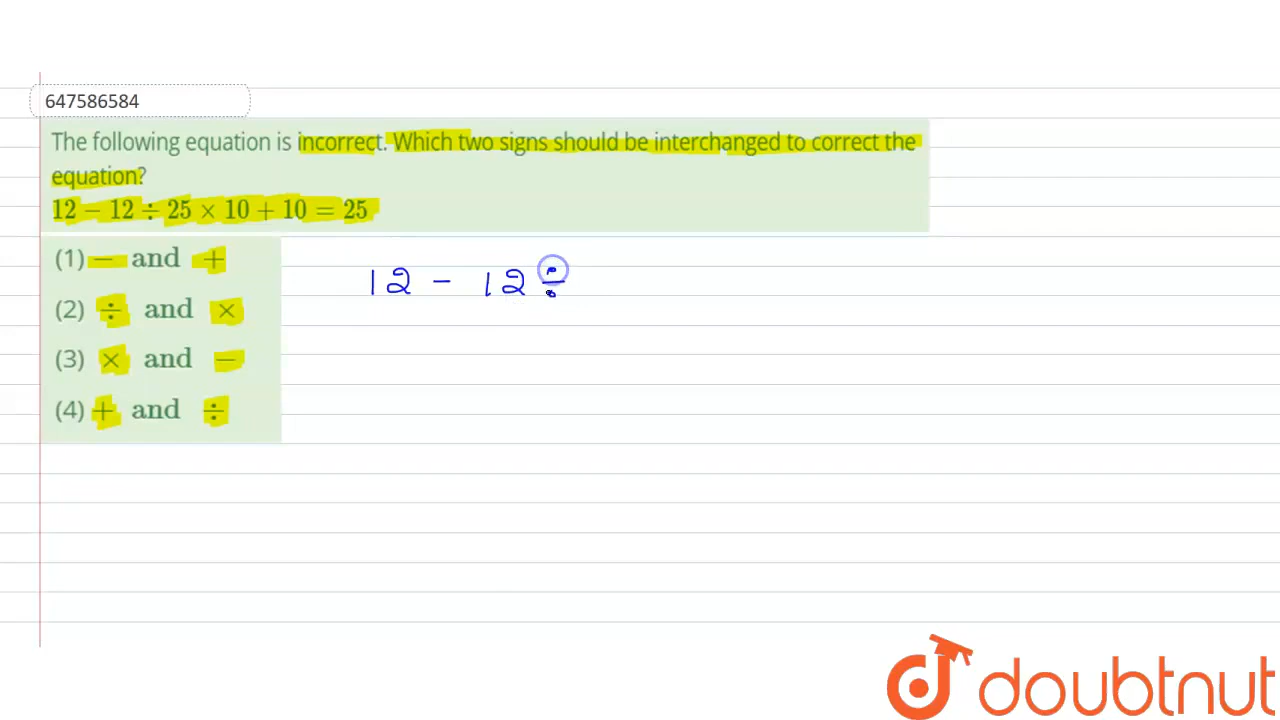 647586584
The following equation is incorrect. Which two signs should be interchanged to correct the
equation?
12 − 12 ÷ 25 × 10 + 10 = 25
(1) − and +
(2) ÷ and ×
(3) × and −
(4) + and ÷
12 − 12 ÷
doubtnut